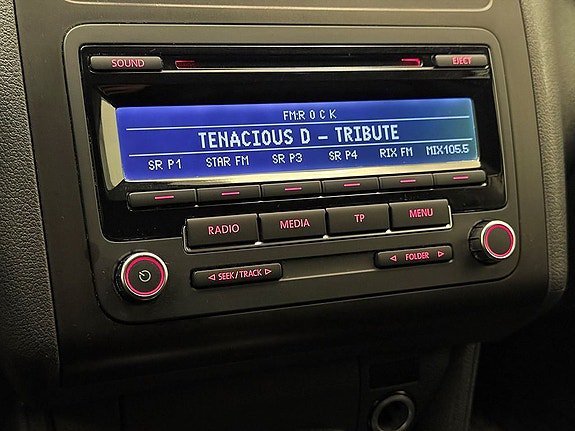 SOUND
EJECT
FM:R O C K
TENACIOUS D – TRIBUTE
SR P1 STAR FM SR P3 SR P4 RIX FM MIX105.5
RADIO MEDIA TP MENU
◁ SEEK/TRACK ▷
◁ FOLDER ▷